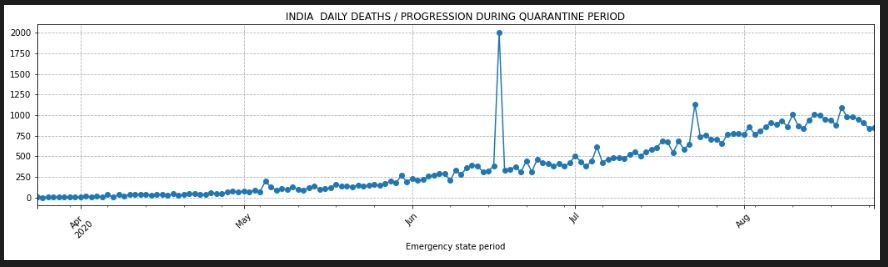 INDIA  DAILY DEATHS / PROGRESSION DURING QUARANTINE PERIOD
2000
1750
1500
1250
1000
750
500
250
0
Apr
2020
May
Jun
Jul
Aug
Emergency state period